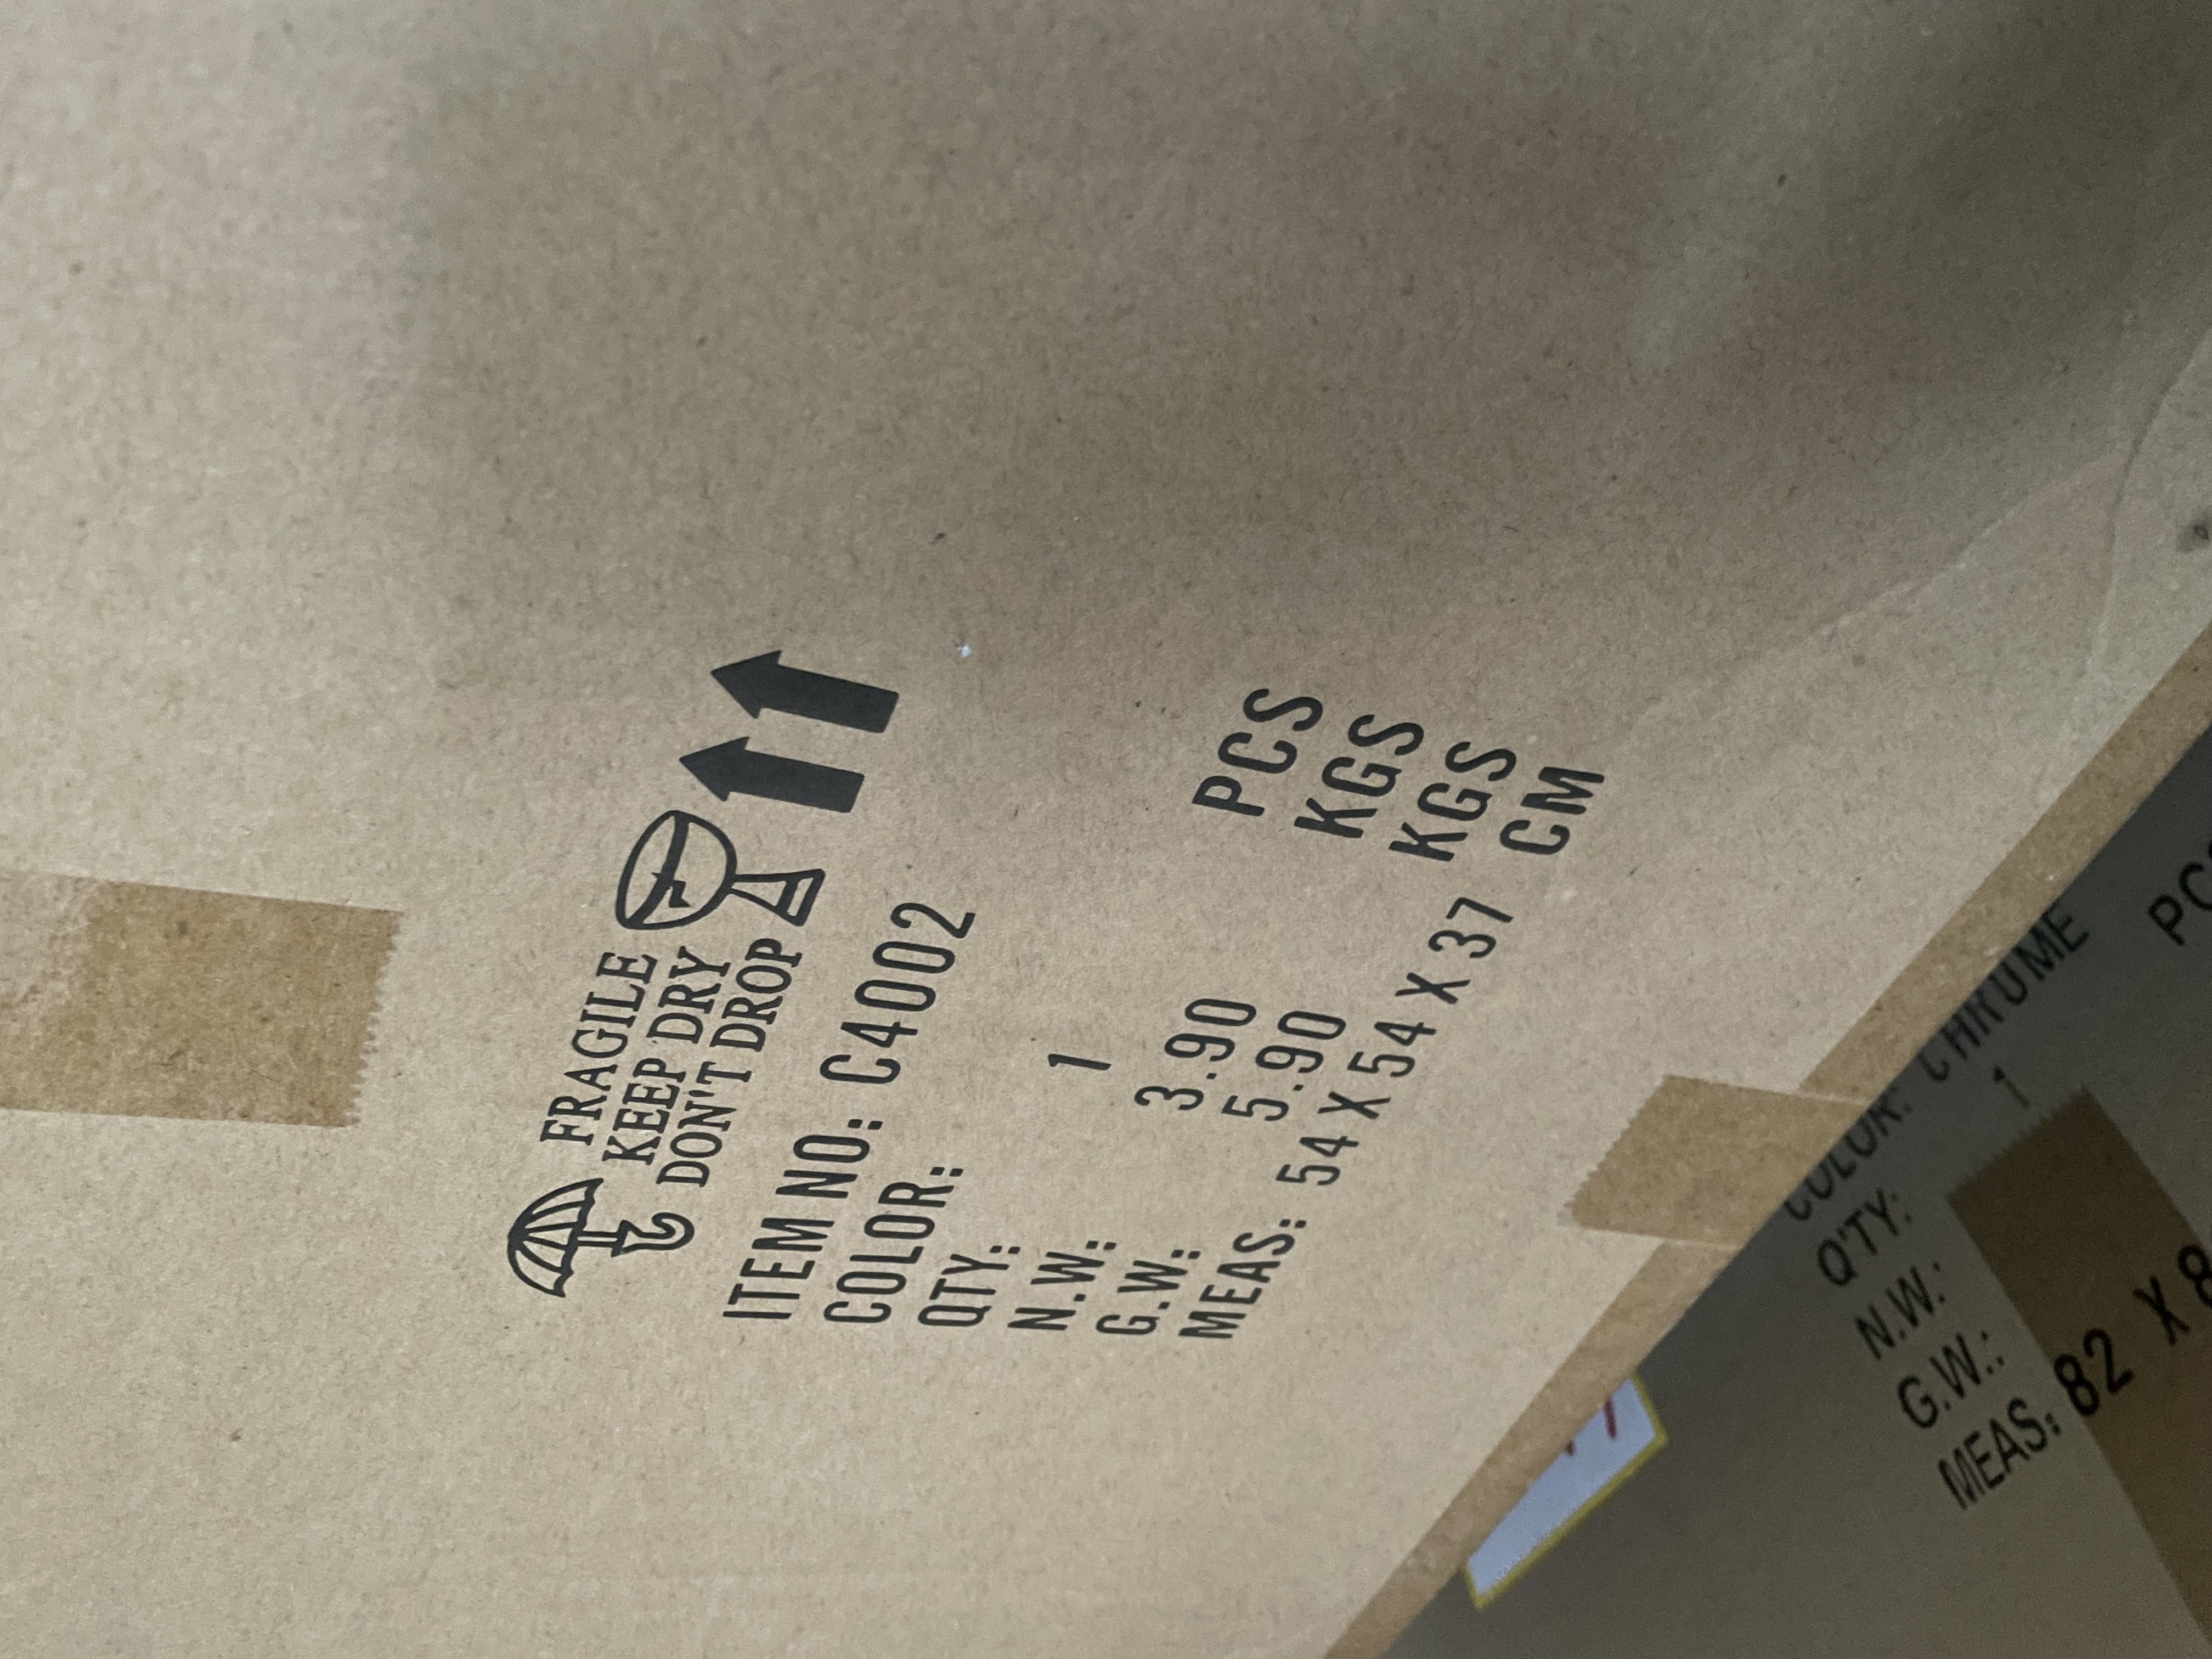 FRAGILE
KEEP DRY
DON'T DROP
ITEM NO: C4002
COLOR:
QTY: 1 PCS
N.W.: 3.90 KGS
G.W.: 5.90 KGS
MEAS: 54 X 54 X 37 CM
COLOR: CHROME
Q'TY: 1
N.W.:
G.W.:
MEAS: 82 X 8